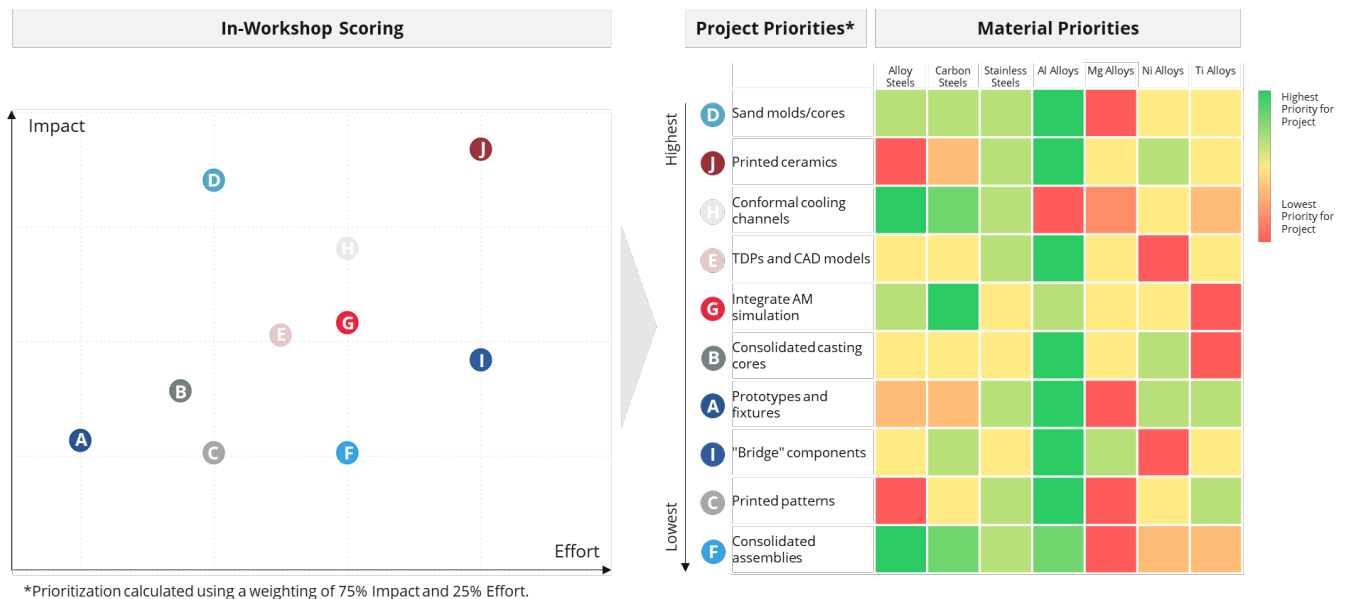 In-Workshop Scoring
Project Priorities*
Material Priorities
Impact
J
D
H
G
E
I
B
A
C
F
Effort
*Prioritization calculated using a weighting of 75% Impact and 25% Effort.
Highest
Lowest
Alloy
Steels
Carbon
Steels
Stainless
Steels
Al Alloys
Mg Alloys
Ni Alloys
Ti Alloys
D
Sand molds/cores
J
Printed ceramics
H
Conformal cooling
channels
E
TDPs and CAD models
G
Integrate AM
simulation
B
Consolidated casting
cores
A
Prototypes and
fixtures
I
"Bridge" components
C
Printed patterns
F
Consolidated
assemblies
Highest
Priority for
Project
Lowest
Priority for
Project